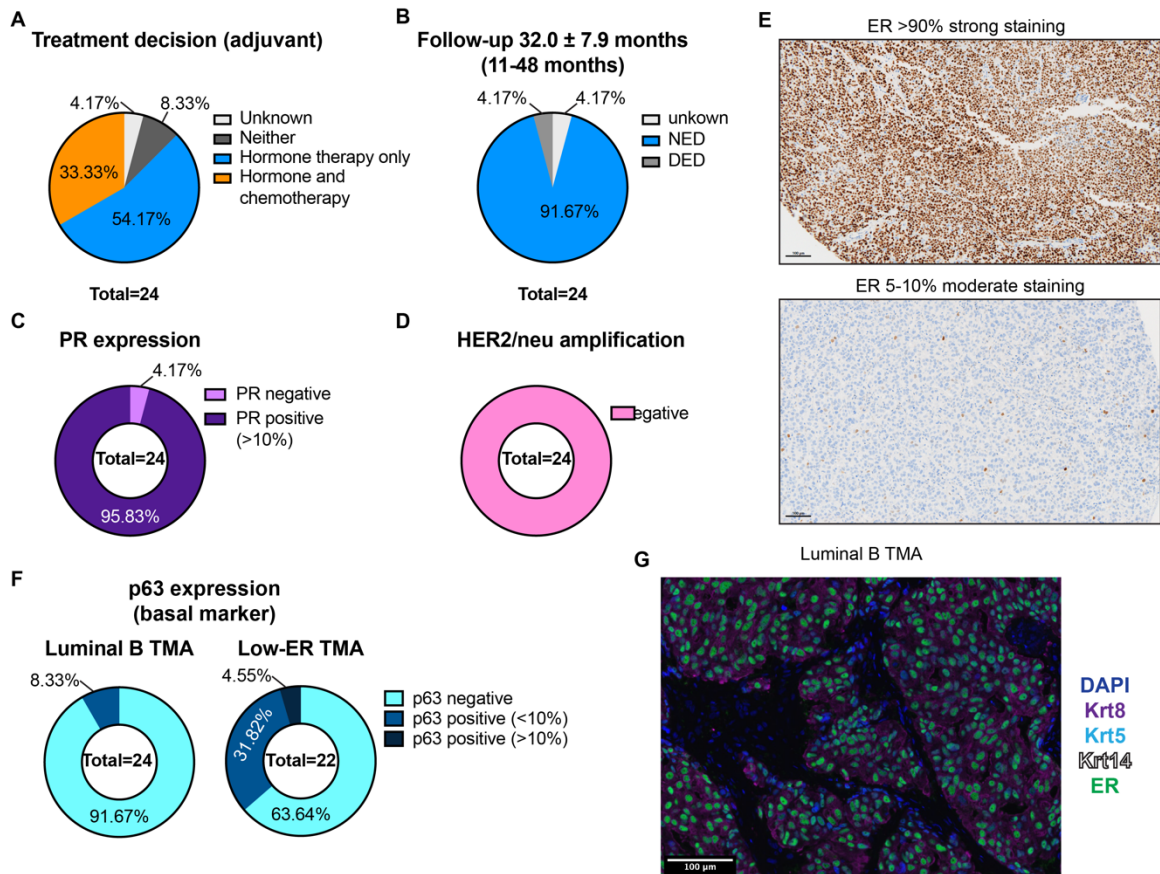 A
Treatment decision (adjuvant)
4.17%
8.33%
33.33%
54.17%
Unknown
Neither
Hormone therapy only
Hormone and
chemotherapy
Total=24
B
Follow-up 32.0 ± 7.9 months
(11-48 months)
4.17%
4.17%
91.67%
unkown
NED
DED
Total=24
C
PR expression
4.17%
PR negative
PR positive
(>10%)
Total=24
95.83%
D
HER2/neu amplification
egative
Total=24
E
ER >90% strong staining
100 µm
ER 5-10% moderate staining
100 µm
F
p63 expression
(basal marker)
Luminal B TMA
8.33%
Total=24
91.67%
Low-ER TMA
4.55%
31.82%
Total=22
63.64%
p63 negative
p63 positive (<10%)
p63 positive (>10%)
G
Luminal B TMA
100 µm
DAPI
Krt8
Krt5
Krt14
ER